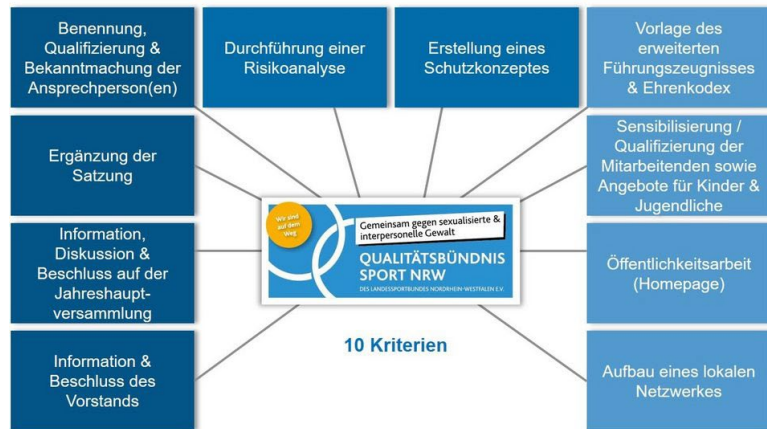 Benennung,
Qualifizierung &
Bekanntmachung der
Ansprechperson(en)
Durchführung einer
Risikoanalyse
Erstellung eines
Schutzkonzeptes
Vorlage des
erweiterten
Führungszeugnisses
& Ehrenkodex
Ergänzung der
Satzung
Sensibilisierung /
Qualifizierung der
Mitarbeitenden sowie
Angebote für Kinder &
Jugendliche
Information,
Diskussion &
Beschluss auf der
Jahreshaupt-
versammlung
Wir sind
auf dem
Weg
Gemeinsam gegen sexualisierte &
interpersonelle Gewalt
QUALITÄTSBÜNDNIS
SPORT NRW
DES LANDESSPORTBUNDES NORDRHEIN-WESTFALEN E.V.
Öffentlichkeitsarbeit
(Homepage)
Information &
Beschluss des
Vorstands
10 Kriterien
Aufbau eines lokalen
Netzwerkes